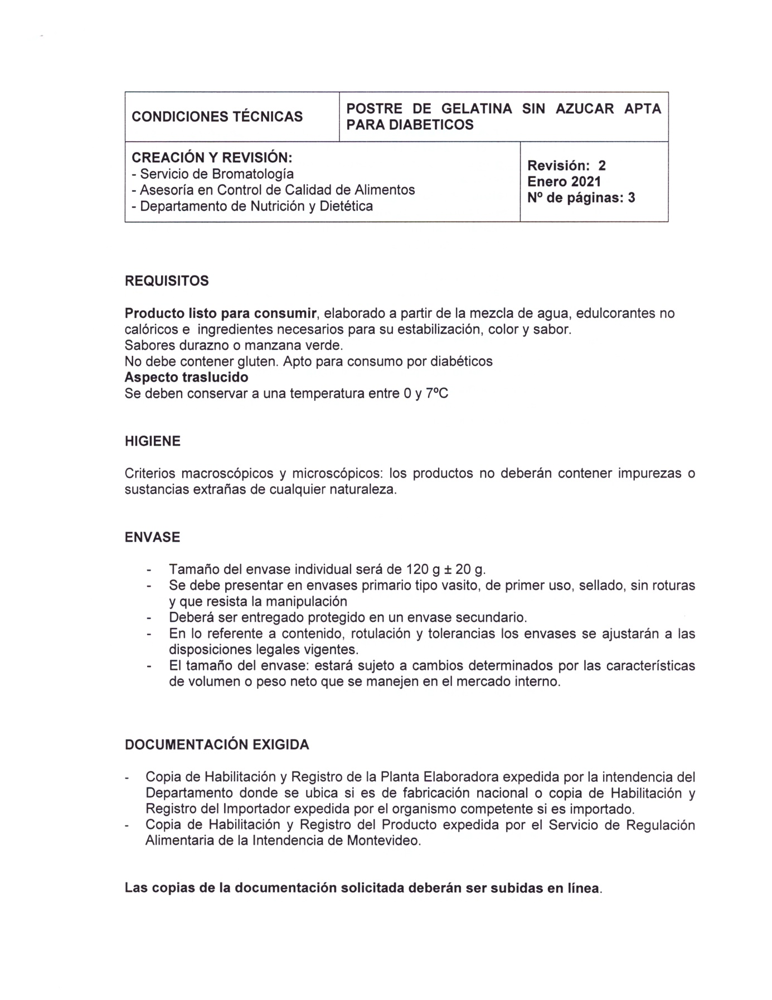 CONDICIONES TÉCNICAS
POSTRE DE GELATINA SIN AZUCAR APTA
PARA DIABETICOS
CREACIÓN Y REVISIÓN:
- Servicio de Bromatología
- Asesoría en Control de Calidad de Alimentos
- Departamento de Nutrición y Dietética
Revisión: 2
Enero 2021
Nº de páginas: 3
REQUISITOS
Producto listo para consumir, elaborado a partir de la mezcla de agua, edulcorantes no
calóricos e ingredientes necesarios para su estabilización, color y sabor.
Sabores durazno o manzana verde.
No debe contener gluten. Apto para consumo por diabéticos
Aspecto traslucido
Se deben conservar a una temperatura entre 0 y 7ºC
HIGIENE
Criterios macroscópicos y microscópicos: los productos no deberán contener impurezas o
sustancias extrañas de cualquier naturaleza.
ENVASE
- Tamaño del envase individual será de 120 g ± 20 g.
- Se debe presentar en envases primario tipo vasito, de primer uso, sellado, sin roturas
y que resista la manipulación
- Deberá ser entregado protegido en un envase secundario.
- En lo referente a contenido, rotulación y tolerancias los envases se ajustarán a las
disposiciones legales vigentes.
- El tamaño del envase: estará sujeto a cambios determinados por las características
de volumen o peso neto que se manejen en el mercado interno.
DOCUMENTACIÓN EXIGIDA
- Copia de Habilitación y Registro de la Planta Elaboradora expedida por la intendencia del
Departamento donde se ubica si es de fabricación nacional o copia de Habilitación y
Registro del Importador expedida por el organismo competente si es importado.
- Copia de Habilitación y Registro del Producto expedida por el Servicio de Regulación
Alimentaria de la Intendencia de Montevideo.
Las copias de la documentación solicitada deberán ser subidas en línea.